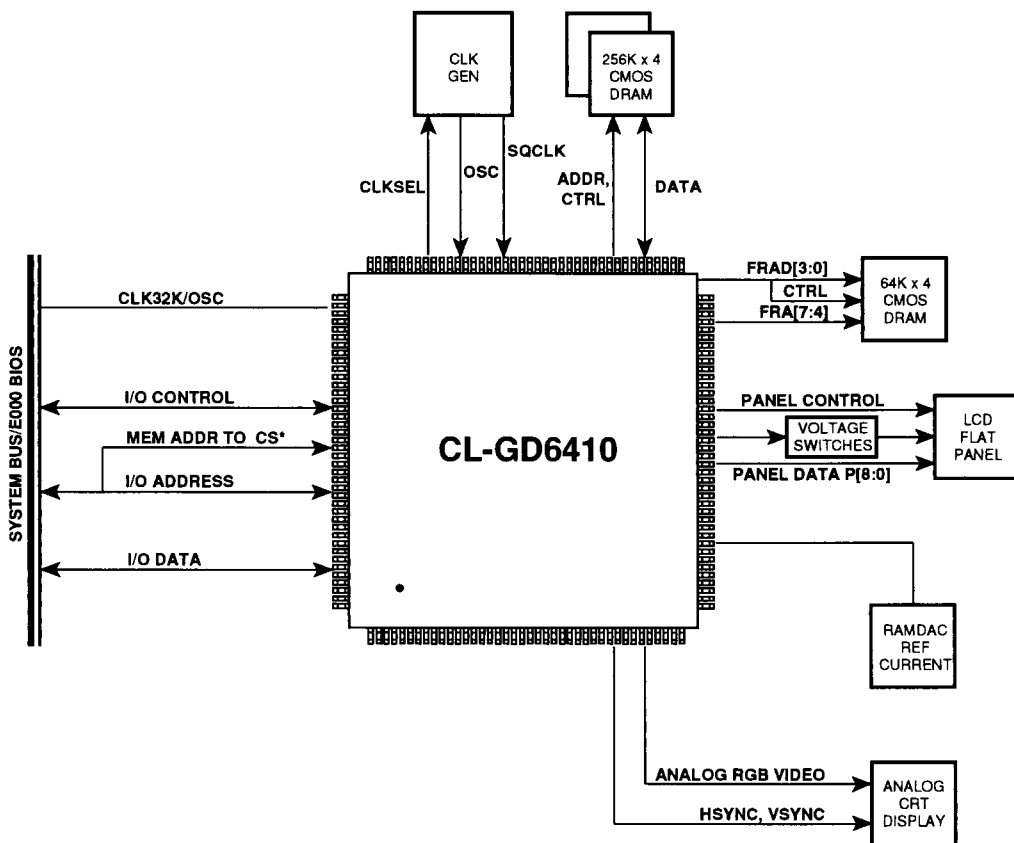 CLK
GEN
256K x 4
CMOS
DRAM
CLKSEL
OSC
SQCLK
ADDR,
CTRL
DATA
FRAD[3:0]
CTRL
FRA[7:4]
64K x 4
CMOS
DRAM
SYSTEM BUS/E000 BIOS
CLK32K/OSC
I/O CONTROL
MEM ADDR TO CS*
I/O ADDRESS
I/O DATA
CL-GD6410
PANEL CONTROL
VOLTAGE
SWITCHES
PANEL DATA P[8:0]
LCD
FLAT
PANEL
RAMDAC
REF
CURRENT
ANALOG RGB VIDEO
HSYNC, VSYNC
ANALOG
CRT
DISPLAY